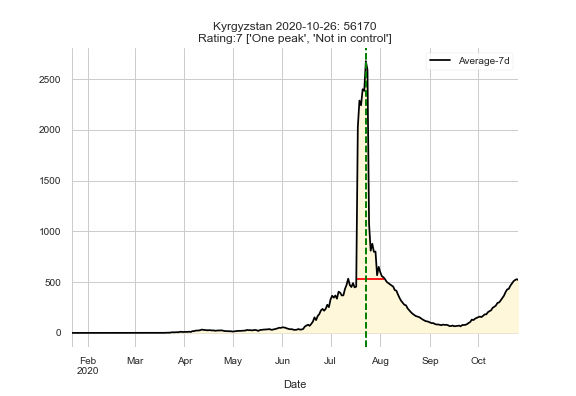 Kyrgyzstan 2020-10-26: 56170
Rating:7 ['One peak', 'Not in control']
Average-7d
2500
2000
1500
1000
500
0
Feb Mar Apr May Jun Jul Aug Sep Oct
2020
Date